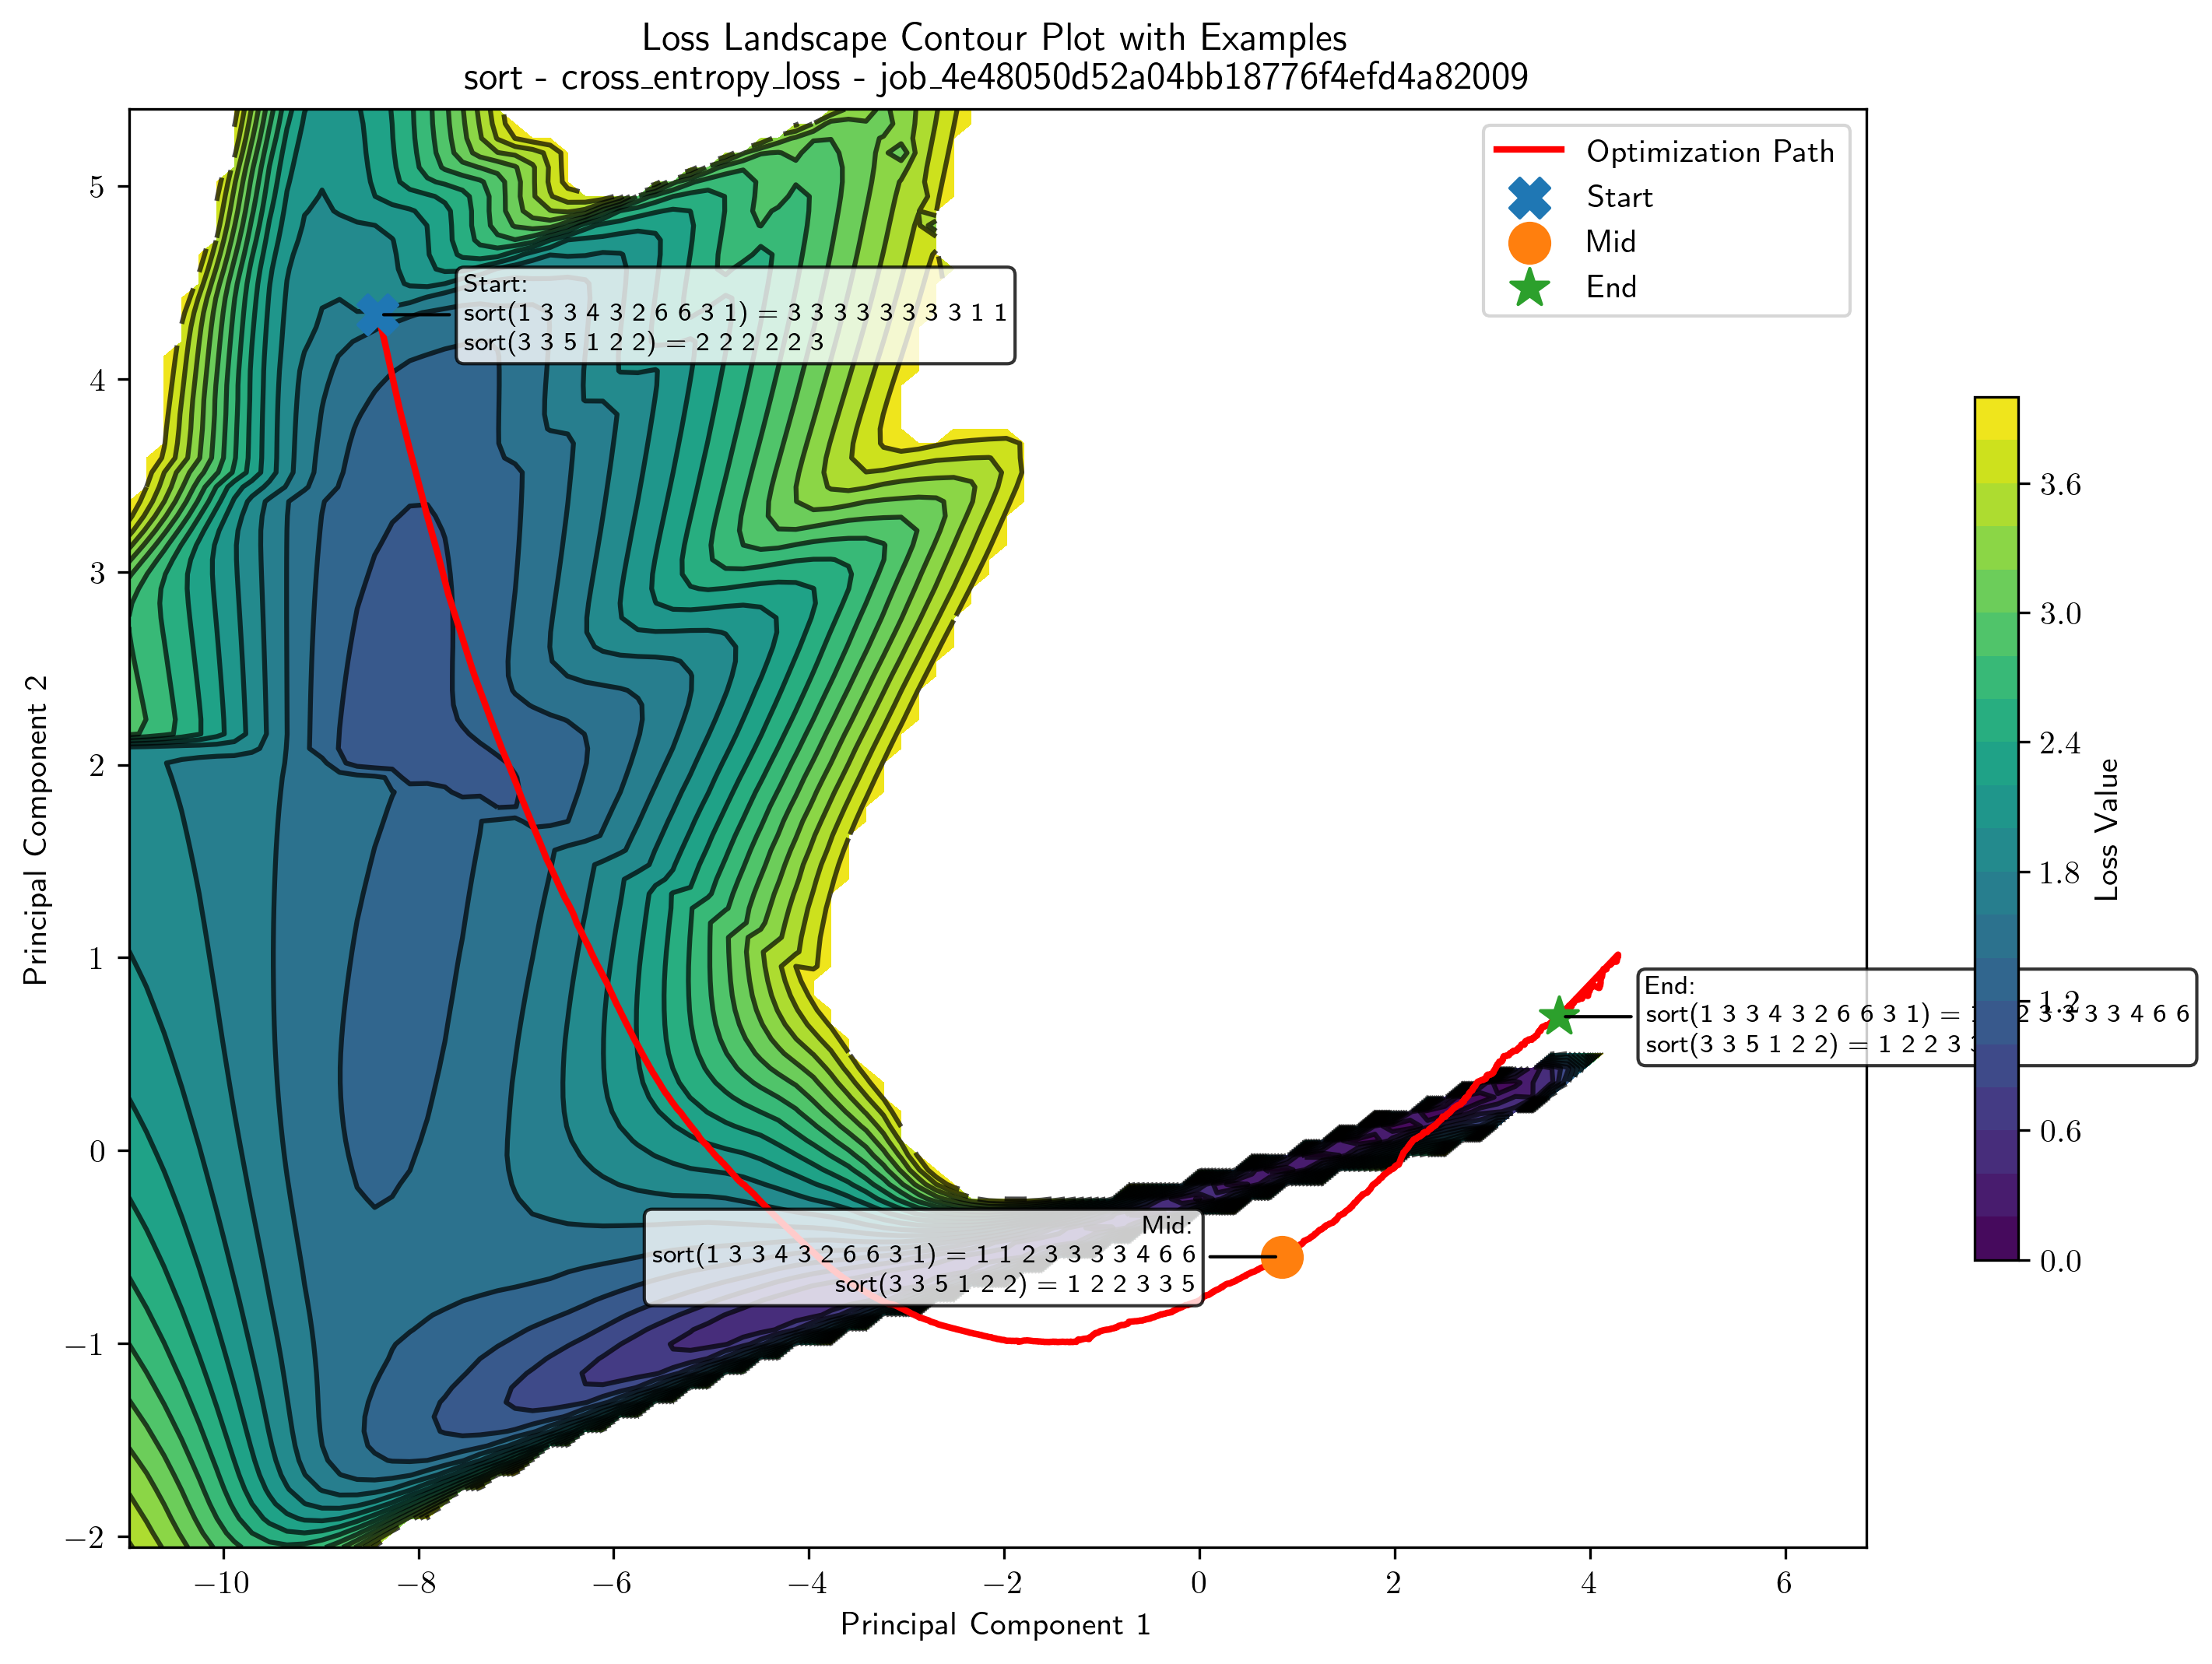 Loss Landscape Contour Plot with Examples
sort - cross_entropy_loss - job_4e48050d52a04bb18776f4efd4a82009
Optimization Path
Start
Mid
End
Start:
sort(1 3 3 4 3 2 6 6 3 1) = 3 3 3 3 3 3 3 3 1 1
sort(3 3 5 1 2 2) = 2 2 2 2 2 3
Mid:
sort(1 3 3 4 3 2 6 6 3 1) = 1 1 2 3 3 3 3 4 6 6
sort(3 3 5 1 2 2) = 1 2 2 3 3 5
End:
sort(1 3 3 4 3 2 6 6 3 1) = 1 2 3 3 3 3 4 6 6
sort(3 3 5 1 2 2) = 1 2 2 3
5
4
3
2
1
0
−1
−2
Principal Component 2
−10
−8
−6
−4
−2
0
2
4
6
Principal Component 1
3.6
3.0
2.4
1.8
1.2
0.6
0.0
Loss Value